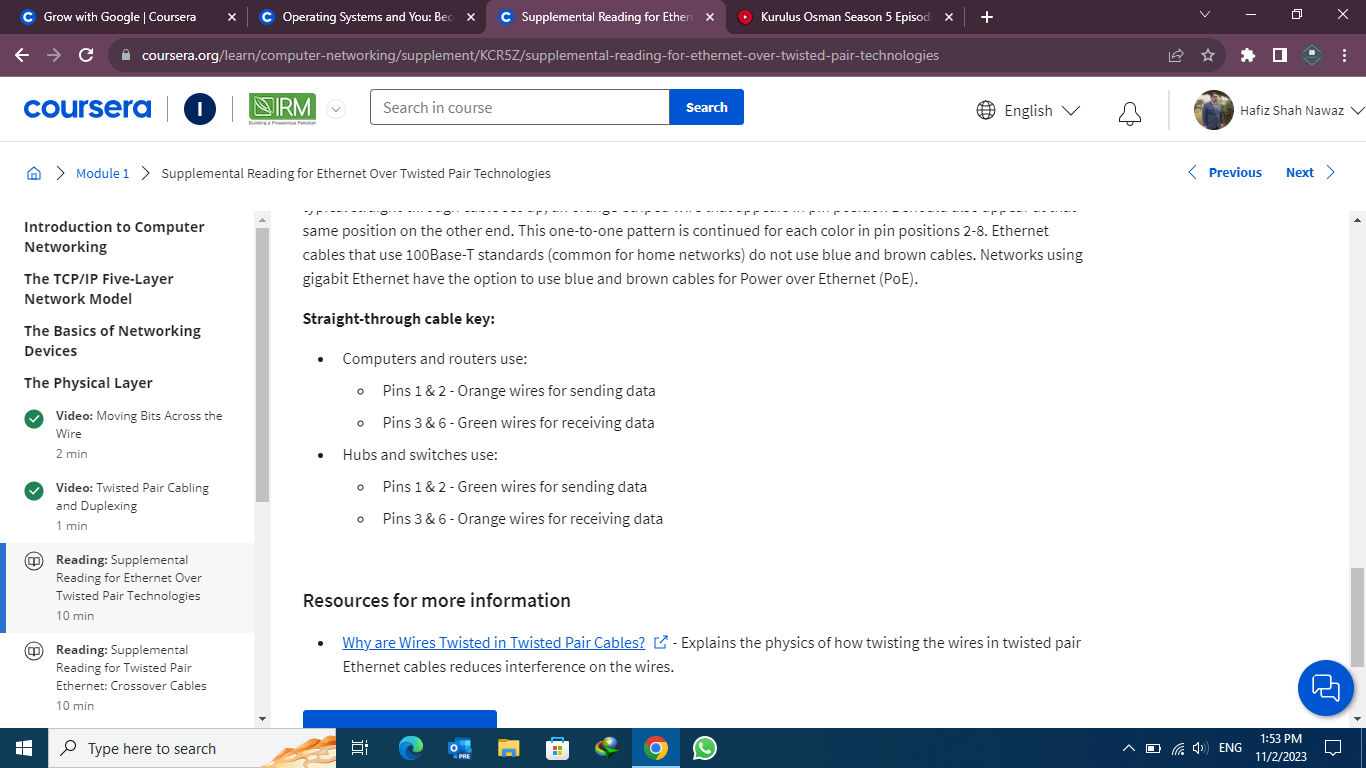 Grow with Google | Coursera
Operating Systems and You: Bec
Supplemental Reading for Ether
Kurulus Osman Season 5 Episod
coursera.org/learn/computer-networking/supplement/KCR5Z/supplemental-reading-for-ethernet-over-twisted-pair-technologies
coursera
I
IRM
Building a Prosperous Pakistan
Search in course
Search
English
Hafiz Shah Nawaz
Module 1
Supplemental Reading for Ethernet Over Twisted Pair Technologies
Previous
Next
Introduction to Computer
Networking
The TCP/IP Five-Layer
Network Model
The Basics of Networking
Devices
The Physical Layer
Video: Moving Bits Across the
Wire
2 min
Video: Twisted Pair Cabling
and Duplexing
1 min
Reading: Supplemental
Reading for Ethernet Over
Twisted Pair Technologies
10 min
Reading: Supplemental
Reading for Twisted Pair
Ethernet: Crossover Cables
10 min
same position on the other end. This one-to-one pattern is continued for each color in pin positions 2-8. Ethernet
cables that use 100Base-T standards (common for home networks) do not use blue and brown cables. Networks using
gigabit Ethernet have the option to use blue and brown cables for Power over Ethernet (PoE).
Straight-through cable key:
Computers and routers use:
Pins 1 & 2 - Orange wires for sending data
Pins 3 & 6 - Green wires for receiving data
Hubs and switches use:
Pins 1 & 2 - Green wires for sending data
Pins 3 & 6 - Orange wires for receiving data
Resources for more information
Why are Wires Twisted in Twisted Pair Cables? - Explains the physics of how twisting the wires in twisted pair
Ethernet cables reduces interference on the wires.
Type here to search
PRE
ENG
1:53 PM
11/2/2023